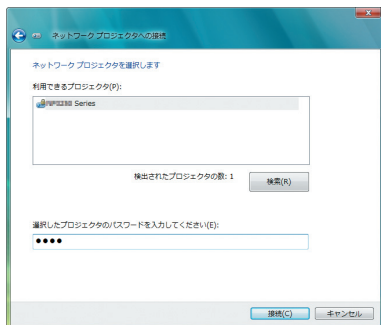 ネットワーク プロジェクタへの接続
ネットワーク プロジェクタを選択します
利用できるプロジェクタ(P):
Series
検出されたプロジェクタの数: 1
検索(R)
選択したプロジェクタのパスワードを入力してください(E):
●●●●
接続(C)
キャンセル